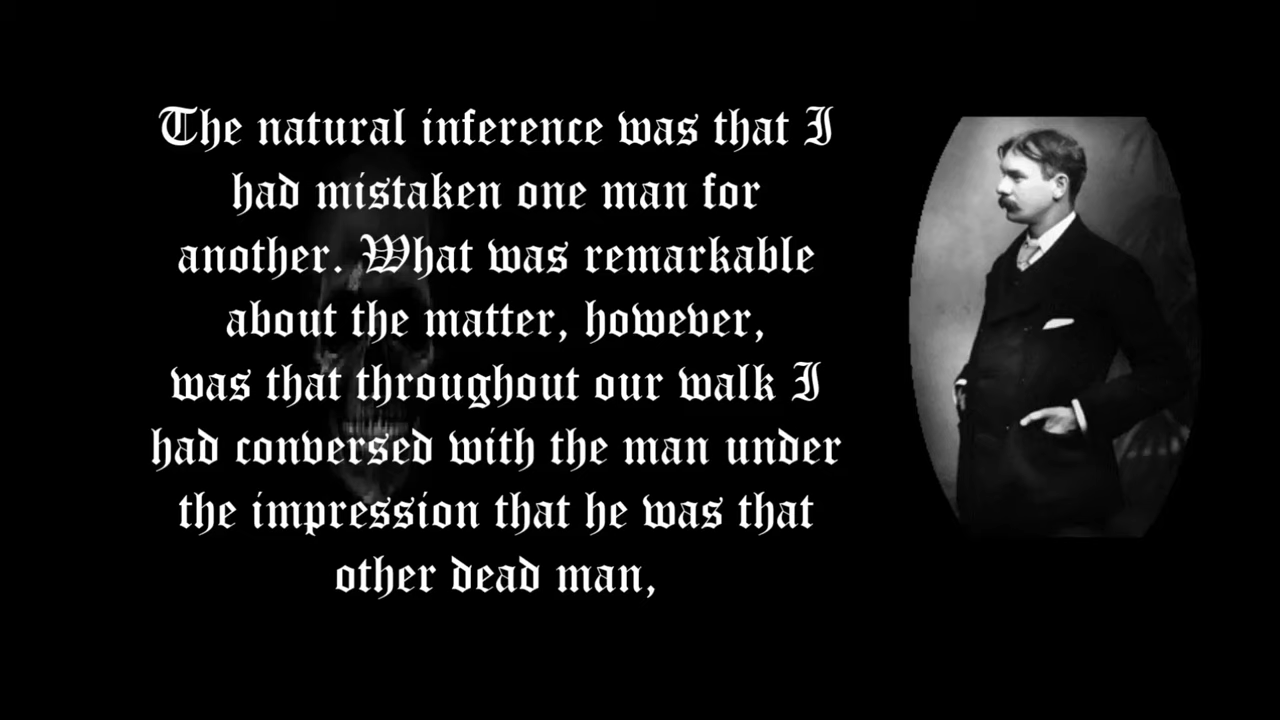 The natural inference was that I
had mistaken one man for
another. What was remarkable
about the matter, however,
was that throughout our walk I
had conversed with the man under
the impression that he was that
other dead man,